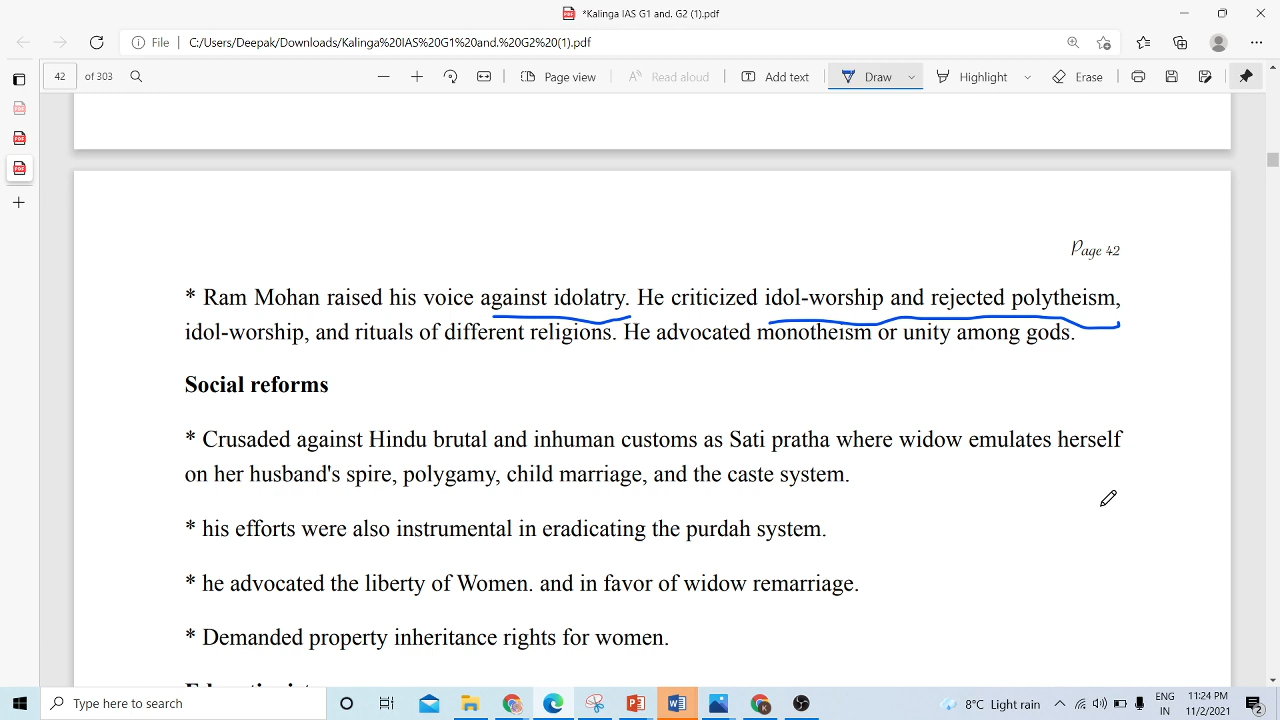 *Kalinga IAS G1 and. G2 (1).pdf
File | C:/Users/Deepak/Downloads/Kalinga%20IAS%20G1%20and.%20G2%20(1).pdf
42 of 303 Page view Read aloud Add text Draw Highlight Erase
Page 42
* Ram Mohan raised his voice against idolatry. He criticized idol-worship and rejected polytheism,
idol-worship, and rituals of different religions. He advocated monotheism or unity among gods.
Social reforms
* Crusaded against Hindu brutal and inhuman customs as Sati pratha where widow emulates herself
on her husband's spire, polygamy, child marriage, and the caste system.
* his efforts were also instrumental in eradicating the purdah system.
* he advocated the liberty of Women. and in favor of widow remarriage.
* Demanded property inheritance rights for women.
Type here to search
8°C Light rain
ENG
IN
11:24 PM
11/2/2021
2